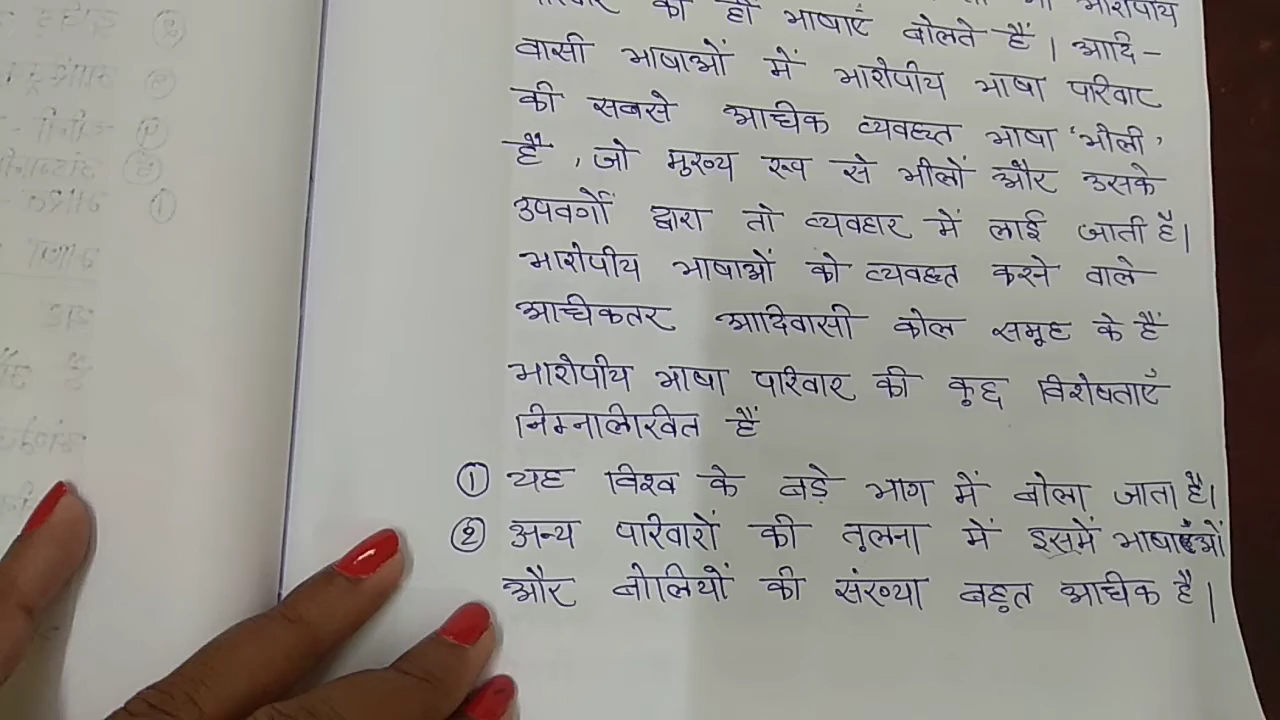 को ही भाषाएँ बोलते हैं। आदि-
वासी भाषाओं में भारोपीय भाषा परिवार
की सबसे अधिक व्यवहृत भाषा 'भीली'
है, जो मुख्य रूप से भीलों और उसके
उपवर्गों द्वारा तो व्यवहार में लाई जाती है।
भारोपीय भाषाओं को व्यवहृत करने वाले
अधिकतर आदिवासी कोल समूह के हैं
भारोपीय भाषा परिवार की कुछ विशेषताएँ
निम्नलिखित हैं
① यह विश्व के बड़े भाग में बोला जाता है।
② अन्य परिवारों की तुलना में इसमें भाषाओं
और बोलियों की संख्या बहुत अधिक है।